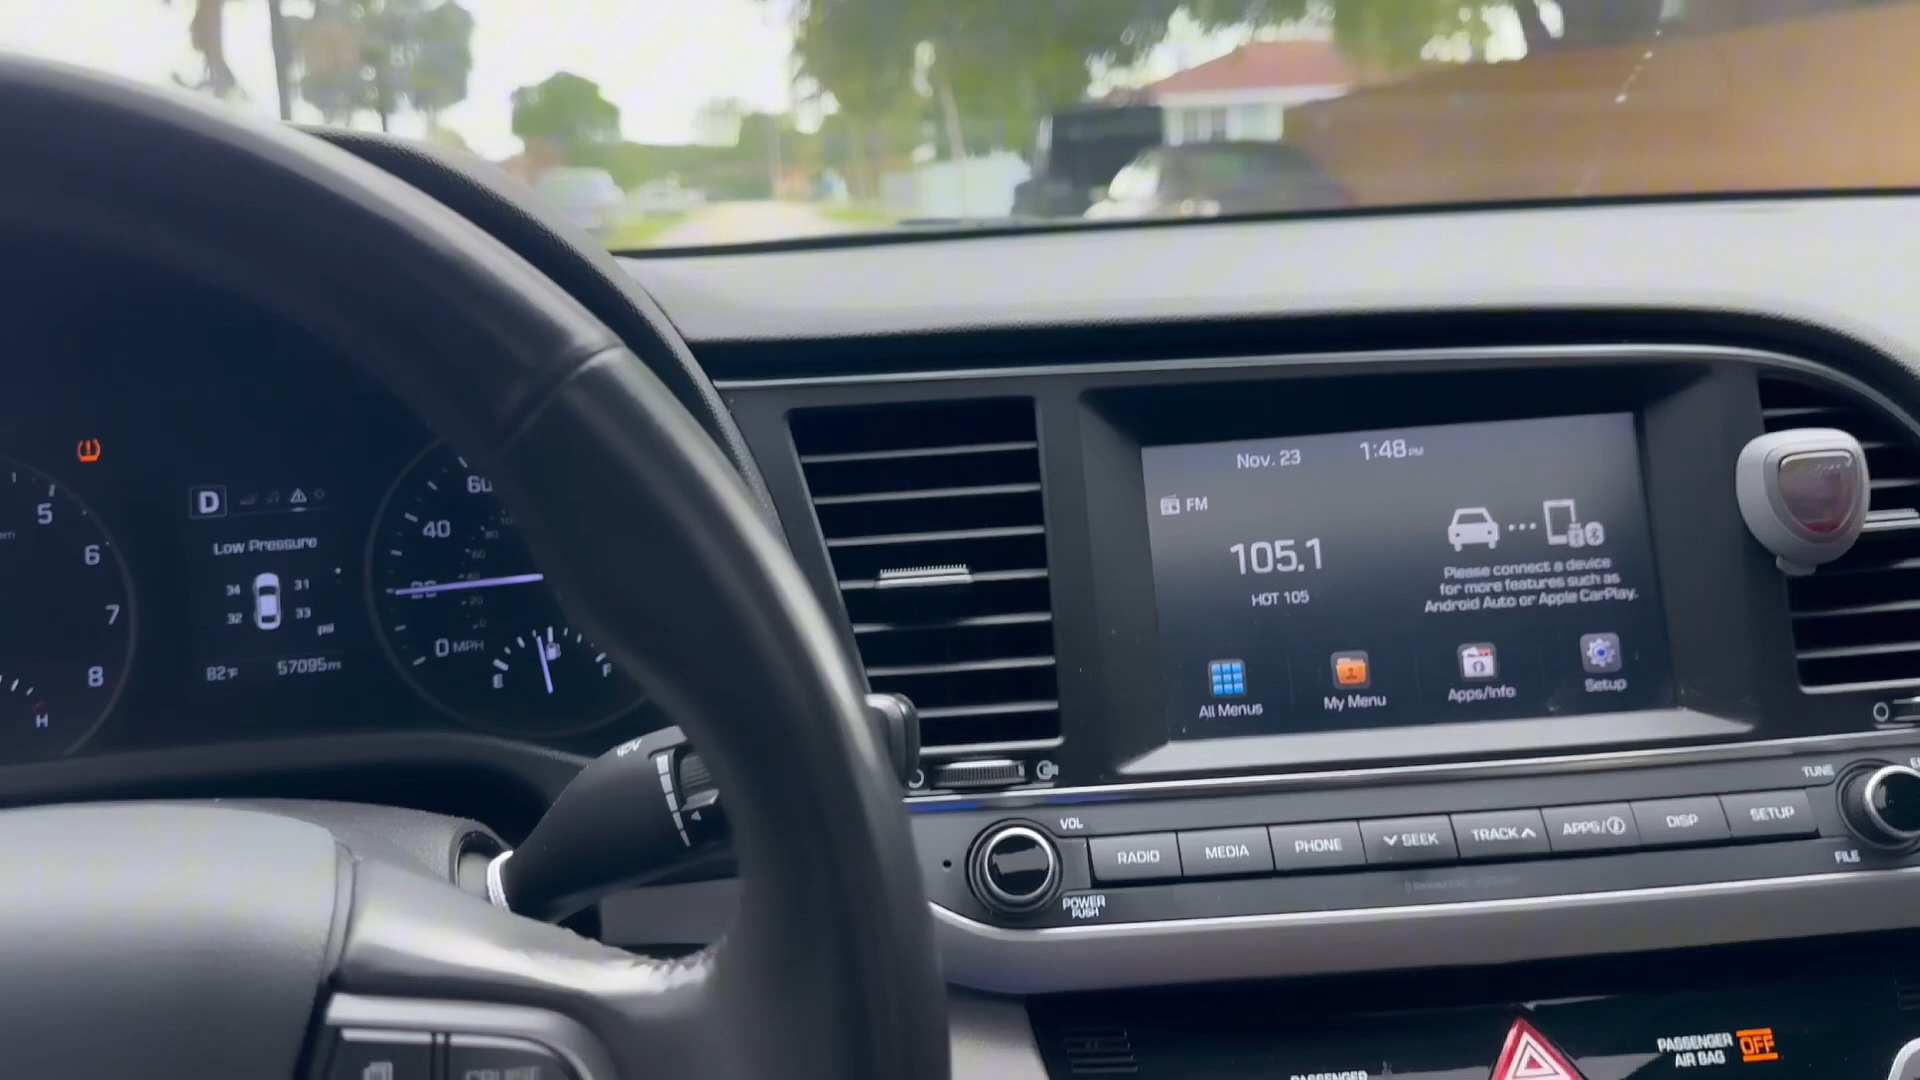 5
6
7
8
H
D
Low Pressure
34 31
32 33
psi
82°F 57095mi
60
40
20
0 MPH
E F
Nov. 23 1:48 PM
FM
105.1
HOT 105
Please connect a device
for more features such as
Android Auto or Apple CarPlay.
All Menus My Menu Apps/Info Setup
VOL
POWER
PUSH
RADIO MEDIA PHONE SEEK TRACK APPS/i DISP SETUP
TUNE
FILE
PASSENGER
AIR BAG
OFF
PASSENGER
CRUISE